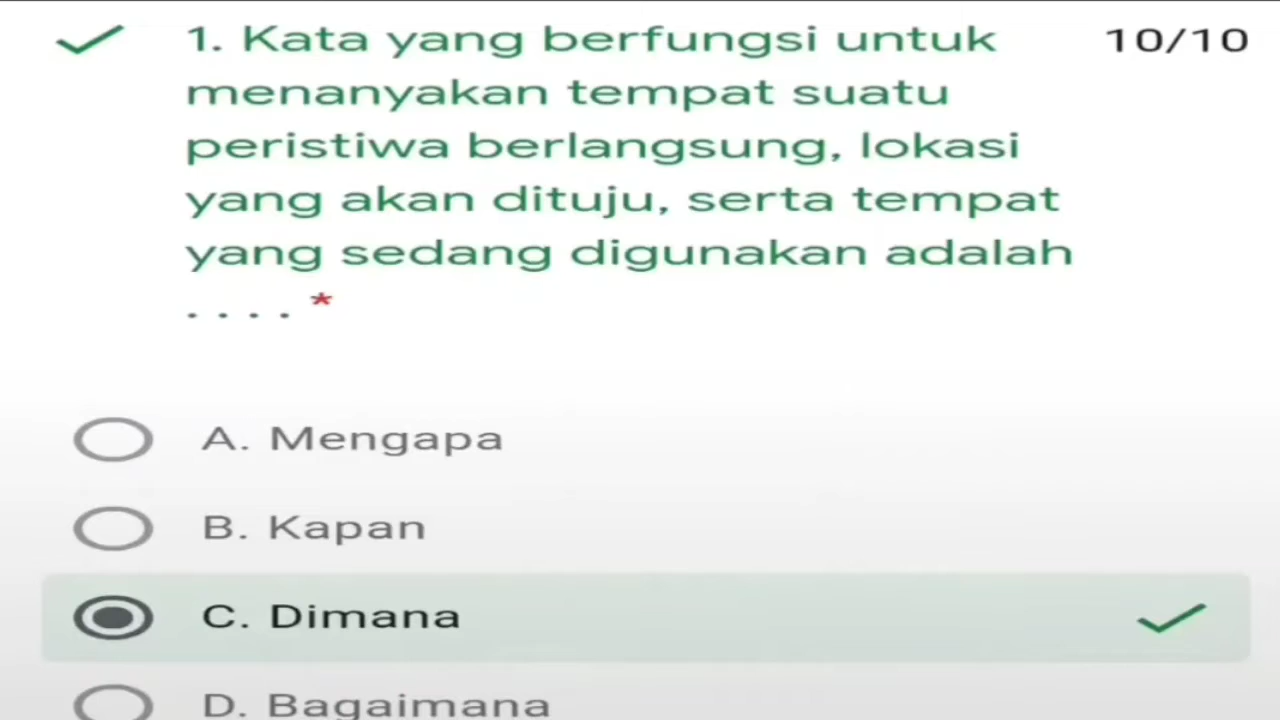 1. Kata yang berfungsi untuk
10/10
menanyakan tempat suatu
peristiwa berlangsung, lokasi
yang akan dituju, serta tempat
yang sedang digunakan adalah
. . . . *
A. Mengapa
B. Kapan
C. Dimana
D. Bagaimana